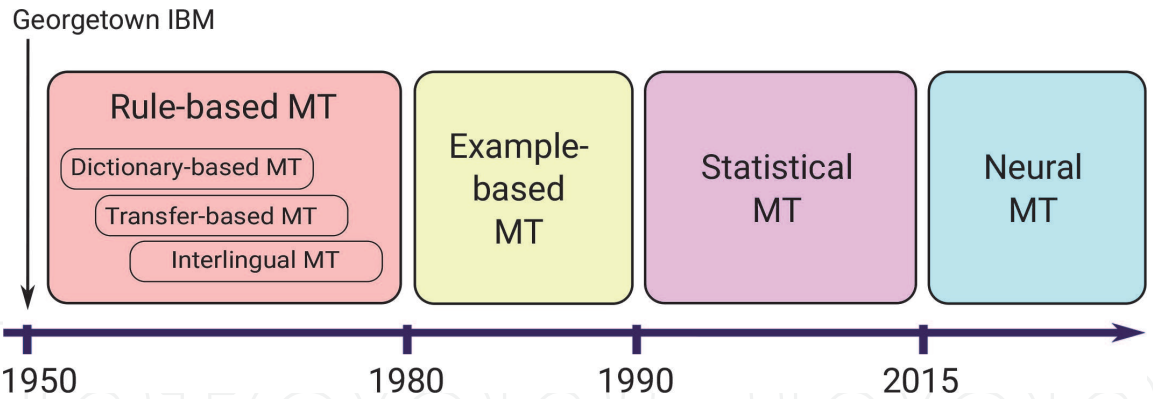 Georgetown IBM
Rule-based MT
Dictionary-based MT
Transfer-based MT
Interlingual MT
Example-
based
MT
Statistical
MT
Neural
MT
1950
1980
1990
2015